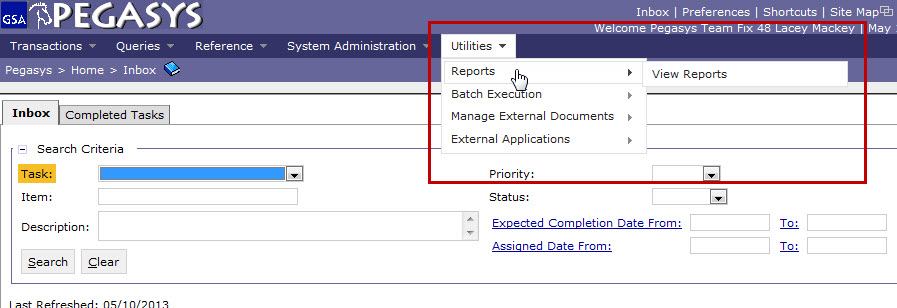 GSA PEGASYS
Inbox | Preferences | Shortcuts | Site Map
Welcome Pegasys Team Fix 48 Lacey Mackey | May
Transactions Queries Reference System Administration Utilities
Pegasys > Home > Inbox
Reports
View Reports
Batch Execution
Manage External Documents
External Applications
Inbox Completed Tasks
Search Criteria
Task: Priority:
Item: Status:
Description: Expected Completion Date From: To:
Assigned Date From: To:
Search Clear
Last Refreshed: 05/10/2013